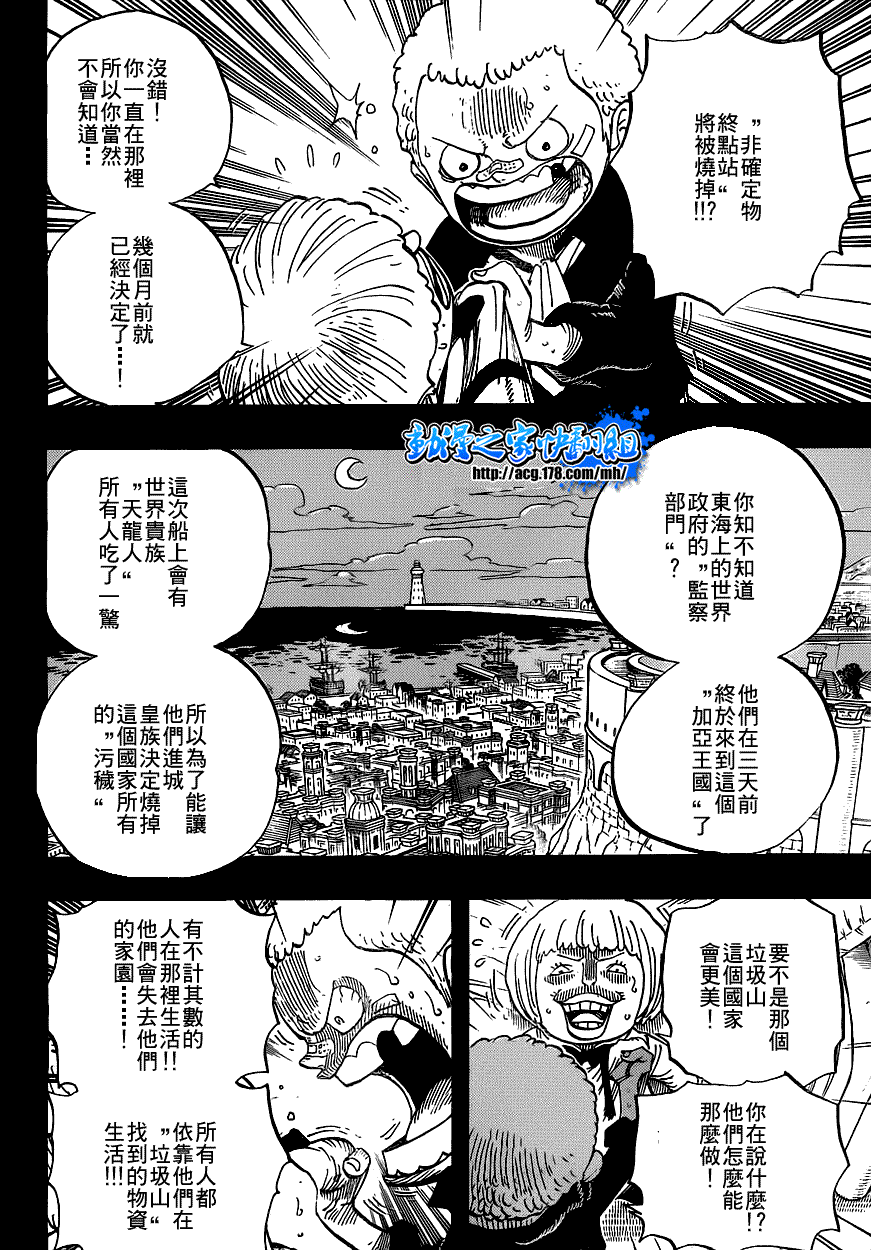 ”非確定物
終點站“
將被燒掉!!?
沒錯！
你一直在那裡
所以你當然
不會知道⋯
幾個月前就
已經決定了⋯⋯！
動漫之家快翻組
http://acg.178.com/mh/
你知不知道
東海上的世界
政府的”監察
部門“？
他們在三天前
終於來到這個
”加亞王國“了
這次船上會有
世界貴族
”天龍人“
所有人吃了一驚
所以為了能讓
他們進城
皇族決定燒掉
這個國家所有
的”污穢“
要不是那個
垃圾山
這個國家
會更美！
你在說什麼!?
他們怎麼能
那麼做！
有不計其數的
人在那裡生活!!
他們會失去他們
的家園⋯⋯⋯！
所有人都
依靠他們在
”垃圾山“
找到的物資
生活!!!